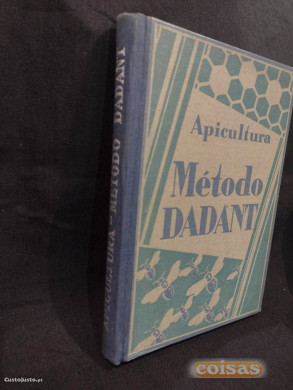 Apicultura
Método
DADANT
APICULTURA - MÉTODO DADANT
custojusto.pt
coisas